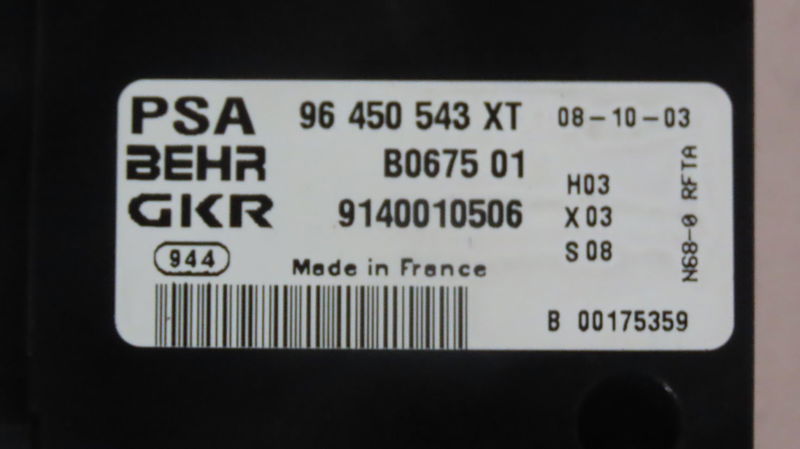 PSA 96 450 543 XT 08-10-03
BEHR B0675 01
GKR 9140010506
H03
X 03
S 08
N68-0 RFTA
944
Made in France
B 00175359